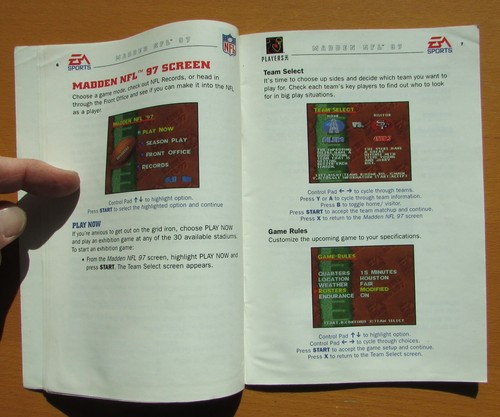 MADDEN NFL 97
EA
SPORTS
NFL
MADDEN NFL™ 97 SCREEN
Choose a game mode, check out NFL Records, or head in
through the Front Office and see if you can make it into the NFL
as a player.
MADDEN NFL '97
PLAY NOW
SEASON PLAY
FRONT OFFICE
RECORDS
Control Pad ↑ ↓ to highlight option.
Press START to select the highlighted option and continue
PLAY NOW
If you're anxious to get out on the grid iron, choose PLAY NOW
and play an exhibition game at any of the 30 available stadiums.
To start an exhibition game:
• From the Madden NFL 97 screen, highlight PLAY NOW and
press START. The Team Select screen appears.
PLAYERS
MADDEN NFL 97
EA
SPORTS
Team Select
It's time to choose up sides and decide which team you want to
play for. Check each team's key players to find out who to look
for in big play situations.
TEAM SELECT
VS.
Control Pad ← → to cycle through teams.
Press Y or A to cycle through team information.
Press B to toggle home/ visitor.
Press START to accept the team matchup and continue.
Press X to return to the Madden NFL 97 screen
Game Rules
Customize the upcoming game to your specifications.
GAME RULES
QUARTERS 15 MINUTES
LOCATION HOUSTON
WEATHER FAIR
ROSTERS MODIFIED
ENDURANCE ON
Control Pad ↑ ↓ to highlight option.
Control Pad ← → to cycle through choices.
Press START to accept the game setup and continue.
Press X to return to the Team Select screen.